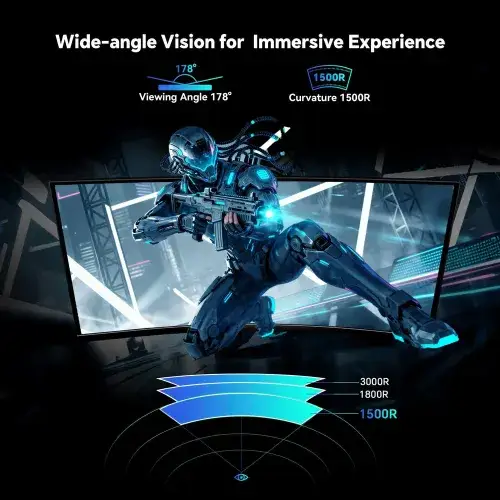 Wide-angle Vision for Immersive Experience
178°
1500R
Viewing Angle 178°
Curvature 1500R
3000R
1800R
1500R